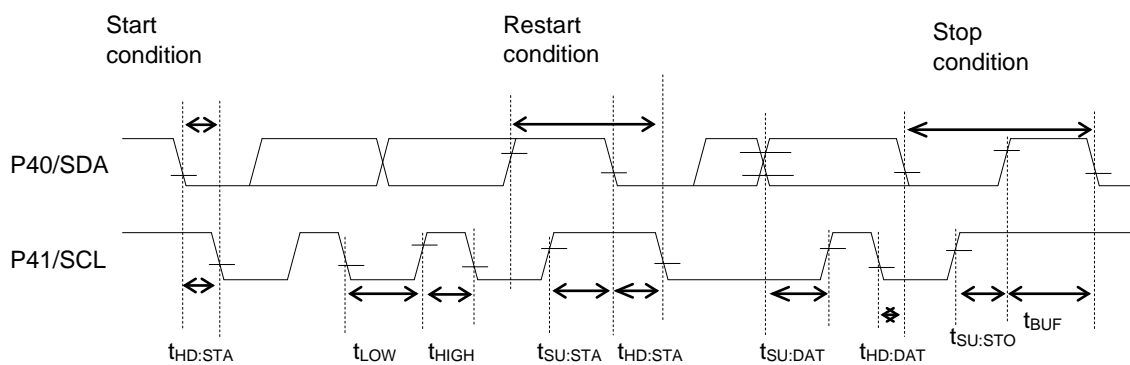 Start
condition
Restart
condition
Stop
condition
P40/SDA
P41/SCL
tHD:STA
tLOW
tHIGH
tSU:STA
tHD:STA
tSU:DAT
tHD:DAT
tSU:STO
tBUF